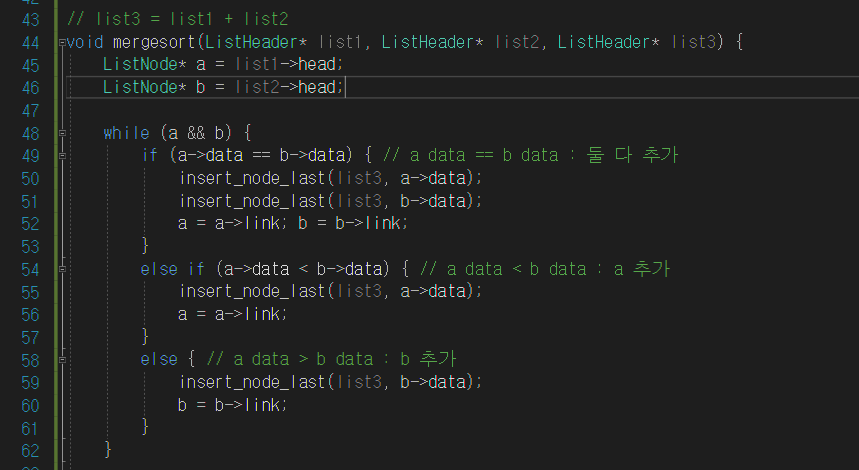 43 // list3 = list1 + list2
44 void mergesort(ListHeader* list1, ListHeader* list2, ListHeader* list3) {
45 ListNode* a = list1->head;
46 ListNode* b = list2->head;
47
48 while (a && b) {
49 if (a->data == b->data) { // a data == b data : 둘 다 추가
50 insert_node_last(list3, a->data);
51 insert_node_last(list3, b->data);
52 a = a->link; b = b->link;
53 }
54 else if (a->data < b->data) { // a data < b data : a 추가
55 insert_node_last(list3, a->data);
56 a = a->link;
57 }
58 else { // a data > b data : b 추가
59 insert_node_last(list3, b->data);
60 b = b->link;
61 }
62 }